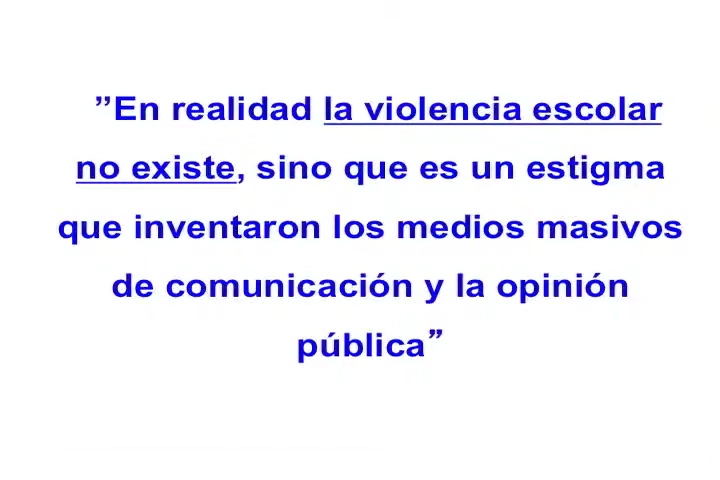 ”En realidad la violencia escolar
no existe, sino que es un estigma
que inventaron los medios masivos
de comunicación y la opinión
pública”